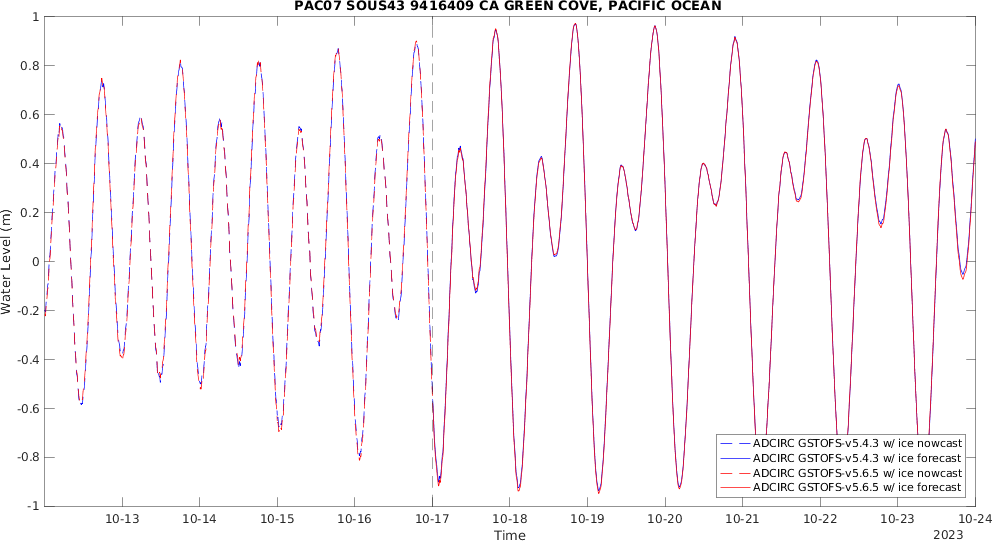 PAC07 SOUS43 9416409 CA GREEN COVE, PACIFIC OCEAN
1
0.8
0.6
0.4
0.2
0
-0.2
-0.4
-0.6
-0.8
-1
Water Level (m)
ADCIRC GSTOFS-v5.4.3 w/ ice nowcast
ADCIRC GSTOFS-v5.4.3 w/ ice forecast
ADCIRC GSTOFS-v5.6.5 w/ ice nowcast
ADCIRC GSTOFS-v5.6.5 w/ ice forecast
10-13 10-14 10-15 10-16 10-17 10-18 10-19 10-20 10-21 10-22 10-23 10-24
Time
2023